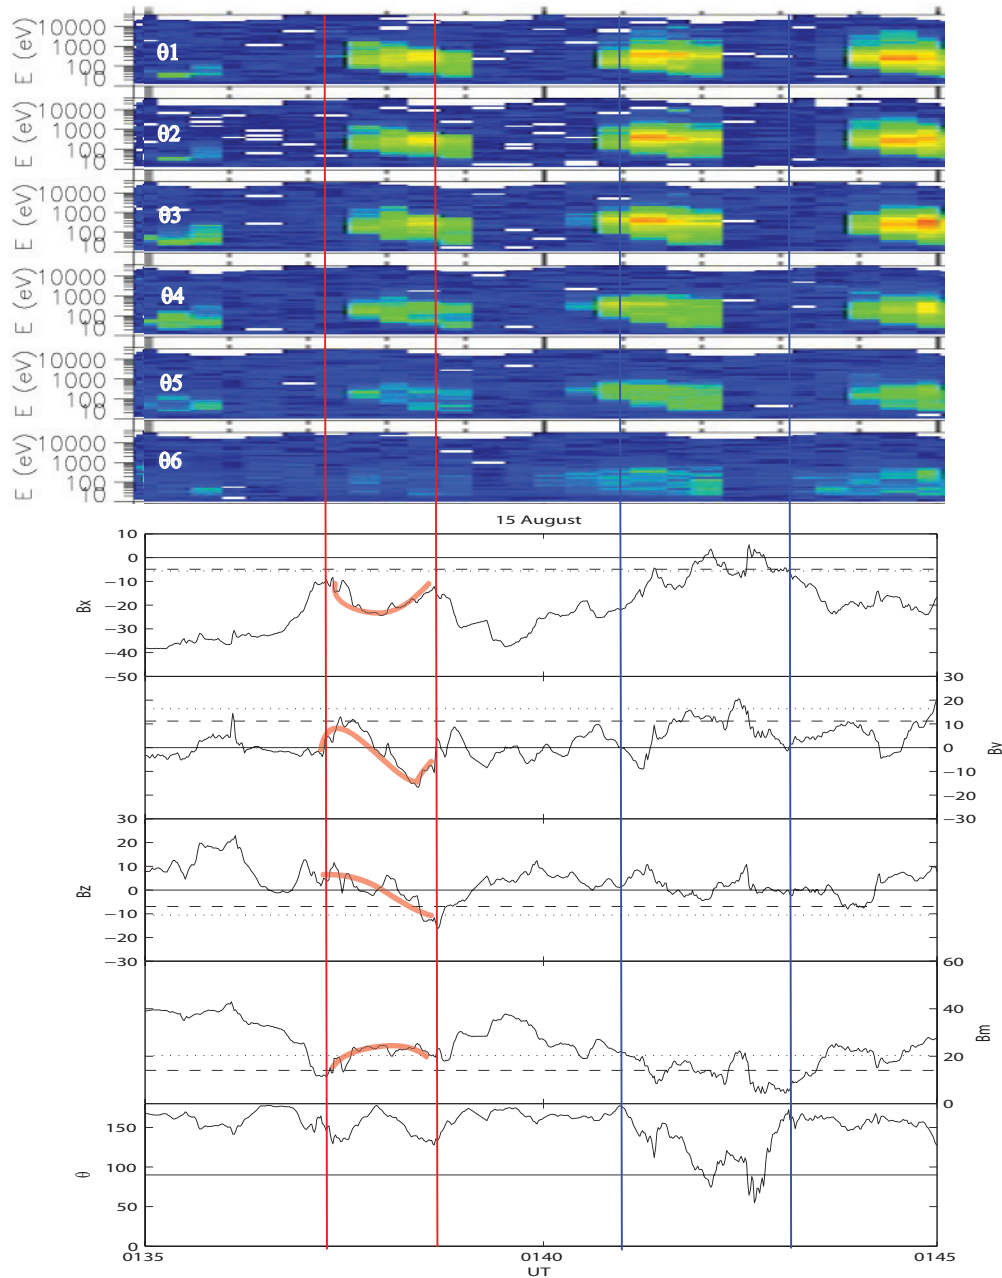 E (eV) 10000 1000 100 10 θ1
E (eV) 10000 1000 100 10 θ2
E (eV) 10000 1000 100 10 θ3
E (eV) 10000 1000 100 10 θ4
E (eV) 10000 1000 100 10 θ5
E (eV) 10000 1000 100 10 θ6
15 August
Bx 10 0 −10 −20 −30 −40 −50
30 20 10 0 −10 −20 −30 By
Bz 30 20 10 0 −10 −20 −30
60 40 20 0 Bm
θ 150 100 50 0
0135 0140 0145
UT